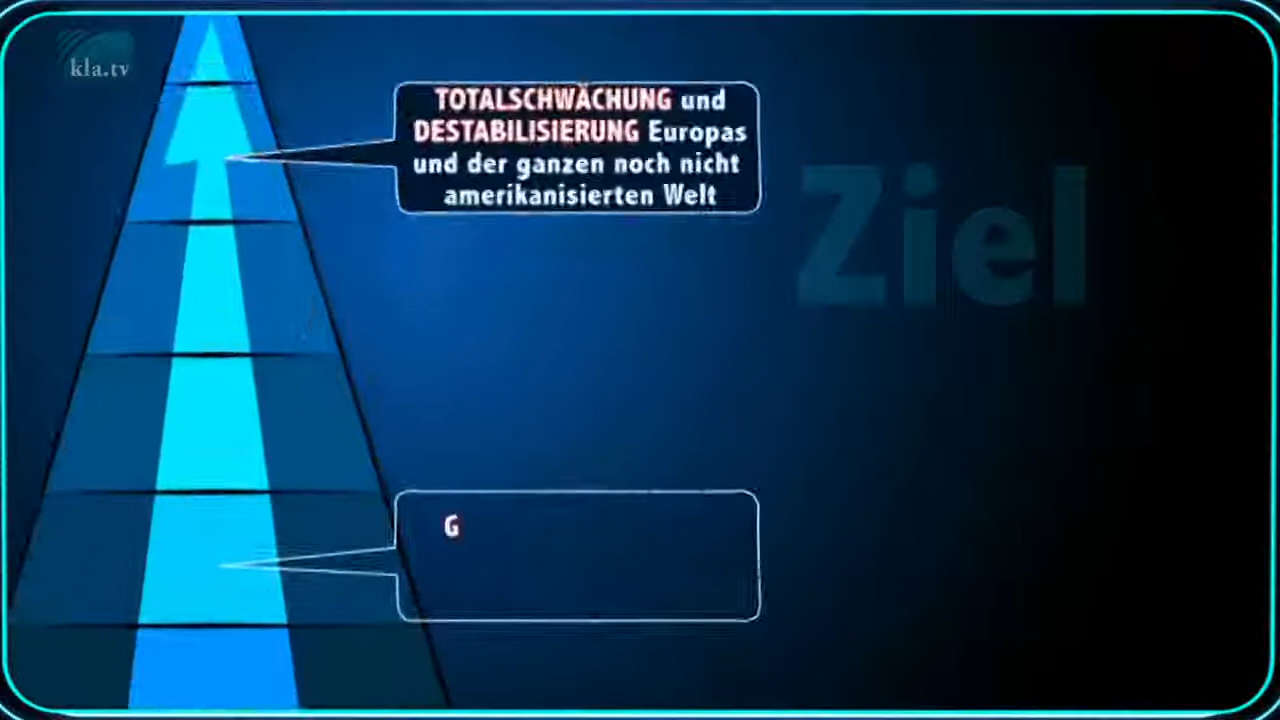 kla.tv
TOTALSCHWÄCHUNG und
DESTABILISIERUNG Europas
und der ganzen noch nicht
amerikanisierten Welt
Ziel
G